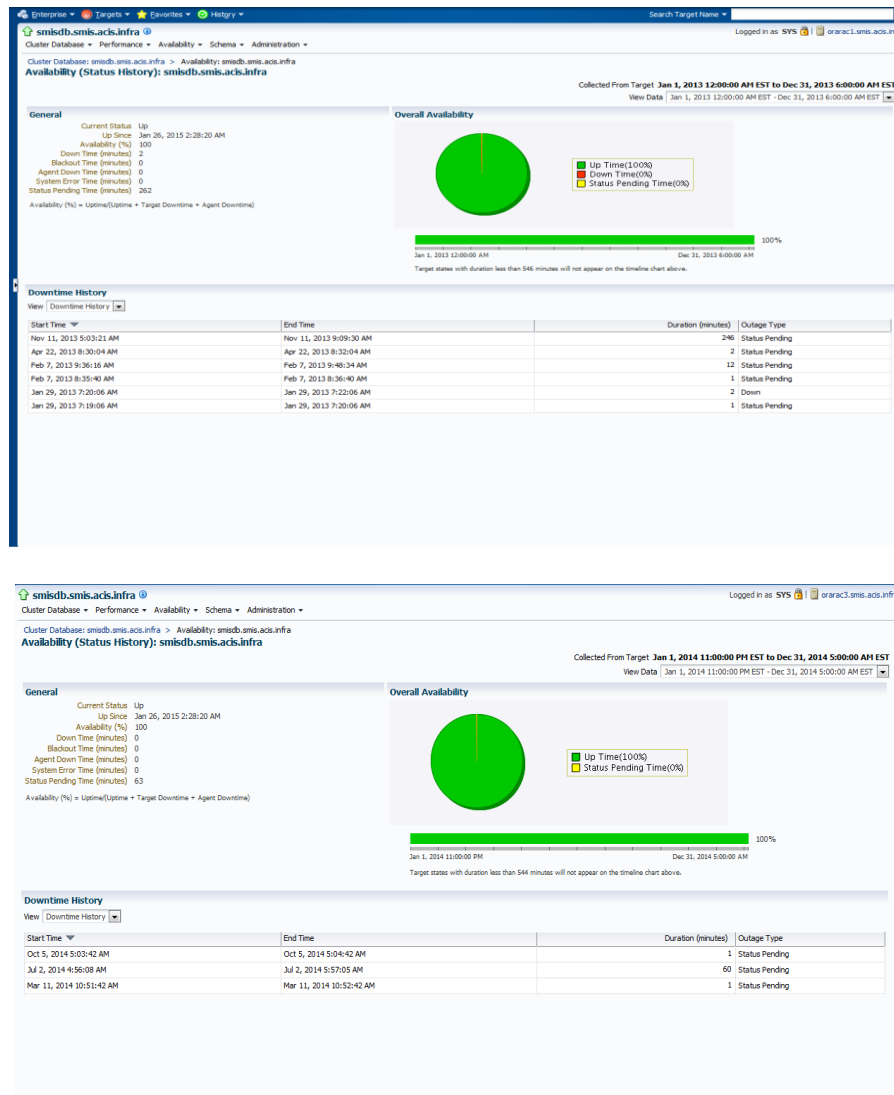 Enterprise Targets Favorites History Search Target Name
smisdb.smis.acis.infra Logged in as SYS orarac1.smis.acis.in
Cluster Database Performance Availability Schema Administration
Cluster Database: smisdb.smis.acis.infra > Availability: smisdb.smis.acis.infra
Availability (Status History): smisdb.smis.acis.infra
Collected From Target Jan 1, 2013 12:00:00 AM EST to Dec 31, 2013 6:00:00 AM EST
View Data Jan 1, 2013 12:00:00 AM EST - Dec 31, 2013 6:00:00 AM EST
General
Current Status Up
Up Since Jan 26, 2015 2:28:20 AM
Availability (%) 100
Down Time (minutes) 2
Blackout Time (minutes) 0
Agent Down Time (minutes) 0
System Error Time (minutes) 0
Status Pending Time (minutes) 262
Availability (%) = Uptime/(Uptime + Target Downtime + Agent Downtime)
Overall Availability
Up Time(100%)
Down Time(0%)
Status Pending Time(0%)
100%
Jan 1, 2013 12:00:00 AM Dec 31, 2013 6:00:00 AM
Target states with duration less than 546 minutes will not appear on the timeline chart above.
Downtime History
View Downtime History
Start Time End Time Duration (minutes) Outage Type
Nov 11, 2013 5:03:21 AM Nov 11, 2013 9:09:30 AM 246 Status Pending
Apr 22, 2013 8:30:04 AM Apr 22, 2013 8:32:04 AM 2 Status Pending
Feb 7, 2013 9:36:16 AM Feb 7, 2013 9:48:34 AM 12 Status Pending
Feb 7, 2013 8:35:40 AM Feb 7, 2013 8:36:40 AM 1 Status Pending
Jan 29, 2013 7:20:06 AM Jan 29, 2013 7:22:06 AM 2 Down
Jan 29, 2013 7:19:06 AM Jan 29, 2013 7:20:06 AM 1 Status Pending
smisdb.smis.acis.infra Logged in as SYS orarac3.smis.acis.infr
Cluster Database Performance Availability Schema Administration
Cluster Database: smisdb.smis.acis.infra > Availability: smisdb.smis.acis.infra
Availability (Status History): smisdb.smis.acis.infra
Collected From Target Jan 1, 2014 11:00:00 PM EST to Dec 31, 2014 5:00:00 AM EST
View Data Jan 1, 2014 11:00:00 PM EST - Dec 31, 2014 5:00:00 AM EST
General
Current Status Up
Up Since Jan 26, 2015 2:28:20 AM
Availability (%) 100
Down Time (minutes) 0
Blackout Time (minutes) 0
Agent Down Time (minutes) 0
System Error Time (minutes) 0
Status Pending Time (minutes) 63
Availability (%) = Uptime/(Uptime + Target Downtime + Agent Downtime)
Overall Availability
Up Time(100%)
Status Pending Time(0%)
100%
Jan 1, 2014 11:00:00 PM Dec 31, 2014 5:00:00 AM
Target states with duration less than 544 minutes will not appear on the timeline chart above.
Downtime History
View Downtime History
Start Time End Time Duration (minutes) Outage Type
Oct 5, 2014 5:03:42 AM Oct 5, 2014 5:04:42 AM 1 Status Pending
Jul 2, 2014 4:56:08 AM Jul 2, 2014 5:57:05 AM 60 Status Pending
Mar 11, 2014 10:51:42 AM Mar 11, 2014 10:52:42 AM 1 Status Pending